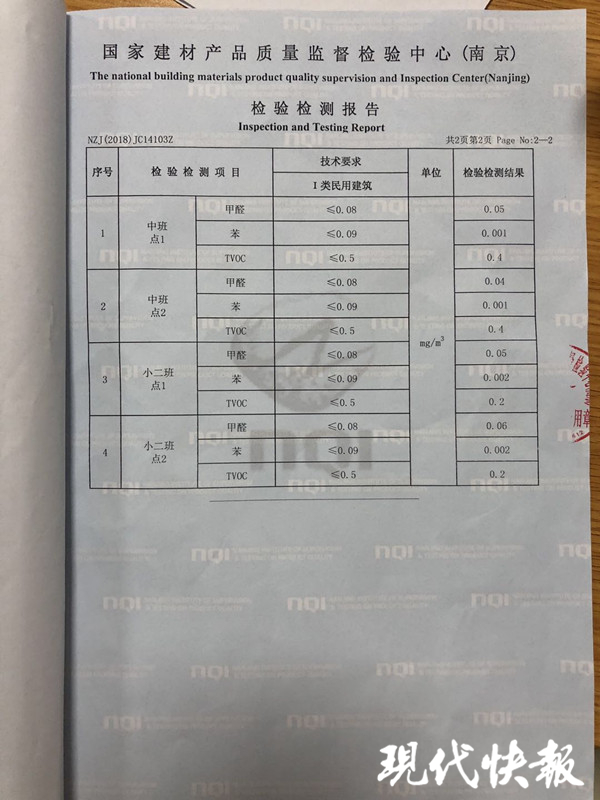 国家建材产品质量监督检验中心(南京)
The national building materials product quality supervision and Inspection Center(Nanjing)
检验检测报告
Inspection and Testing Report
NZJ(2018)JC14103Z 共2页第2页 Page No:2—2
序号 检验检测项目 技术要求 单位 检验检测结果
I类民用建筑
1 中班点1 甲醛 ≤0.08 mg/m³ 0.05
苯 ≤0.09 0.001
TVOC ≤0.5 0.4
2 中班点2 甲醛 ≤0.08 0.04
苯 ≤0.09 0.001
TVOC ≤0.5 0.4
3 小二班点1 甲醛 ≤0.08 0.05
苯 ≤0.09 0.002
TVOC ≤0.5 0.2
4 小二班点2 甲醛 ≤0.08 0.06
苯 ≤0.09 0.002
TVOC ≤0.5 0.2
用章
nqi
现代快報